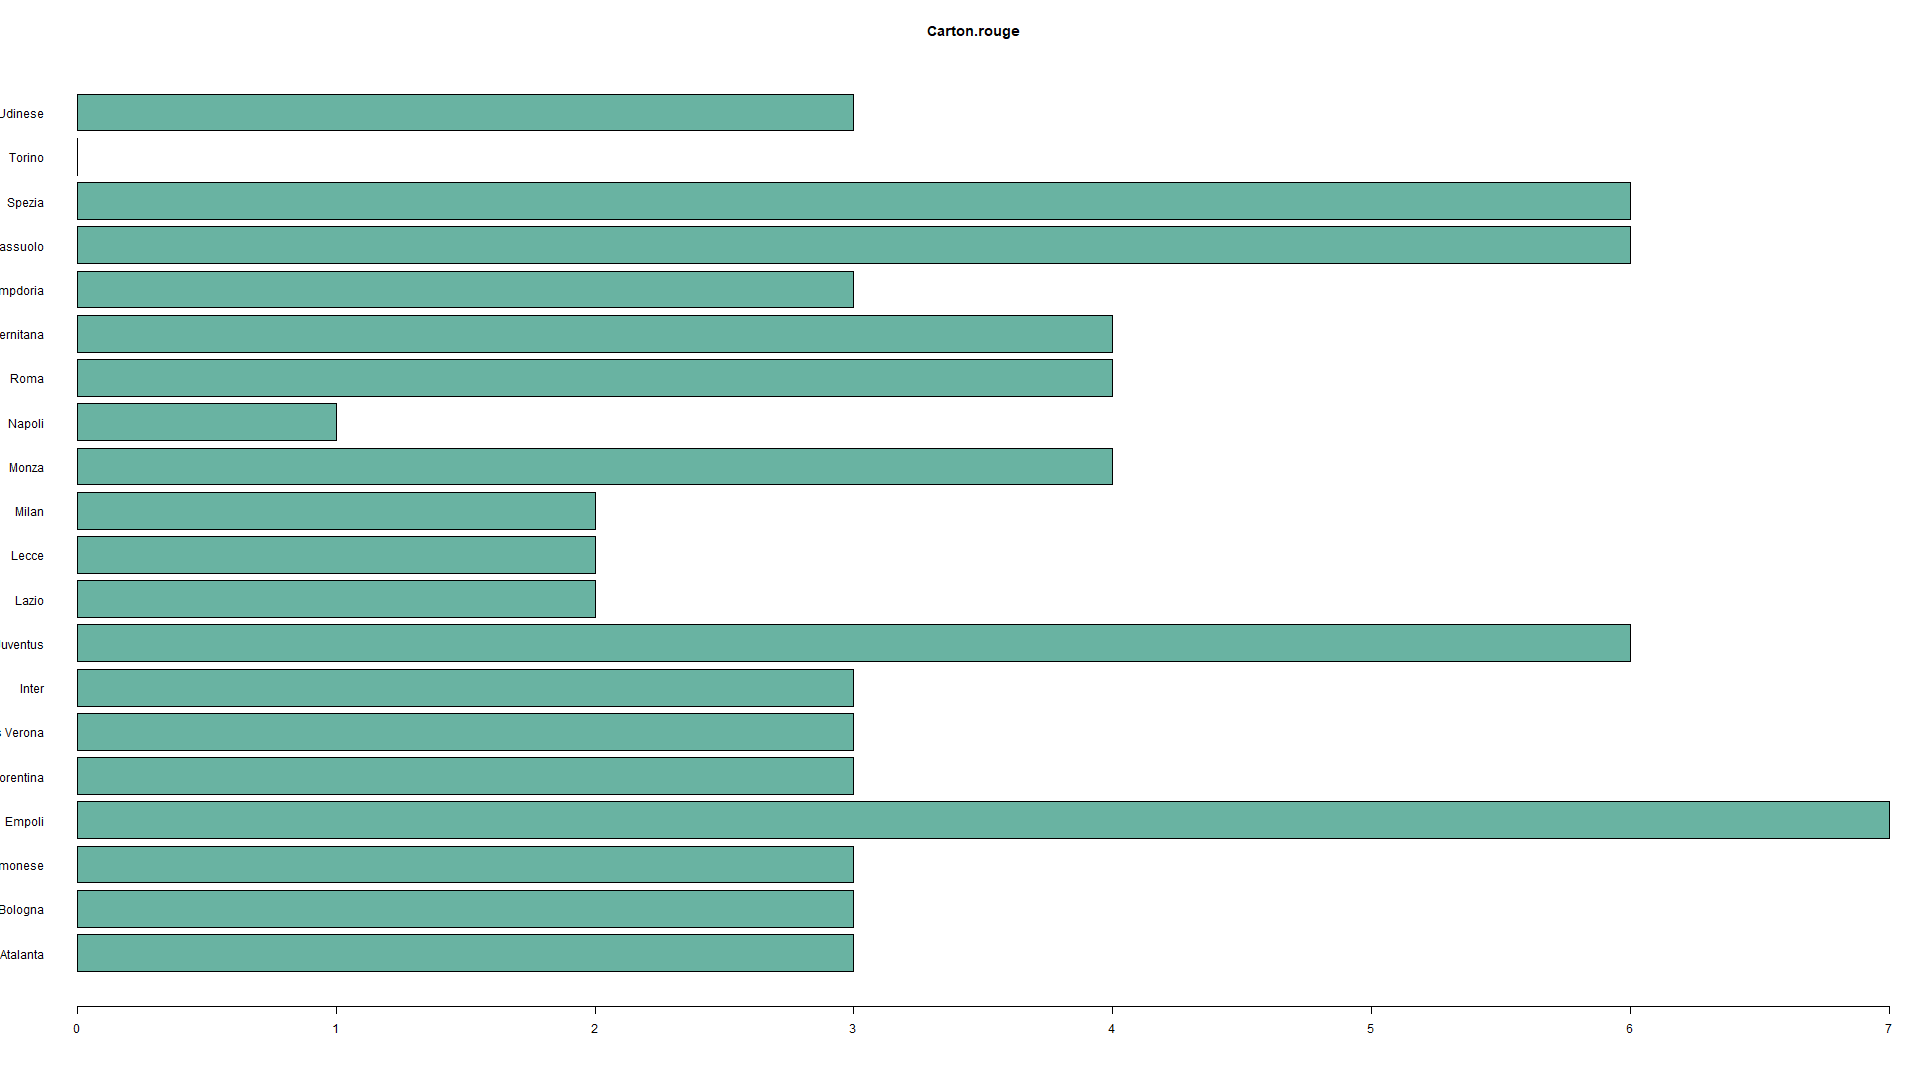 Carton.rouge
Udinese
Torino
Spezia
assuolo
mpdoria
ernitana
Roma
Napoli
Monza
Milan
Lecce
Lazio
uventus
Inter
s Verona
orentina
Empoli
monese
Bologna
Atalanta
0 1 2 3 4 5 6 7